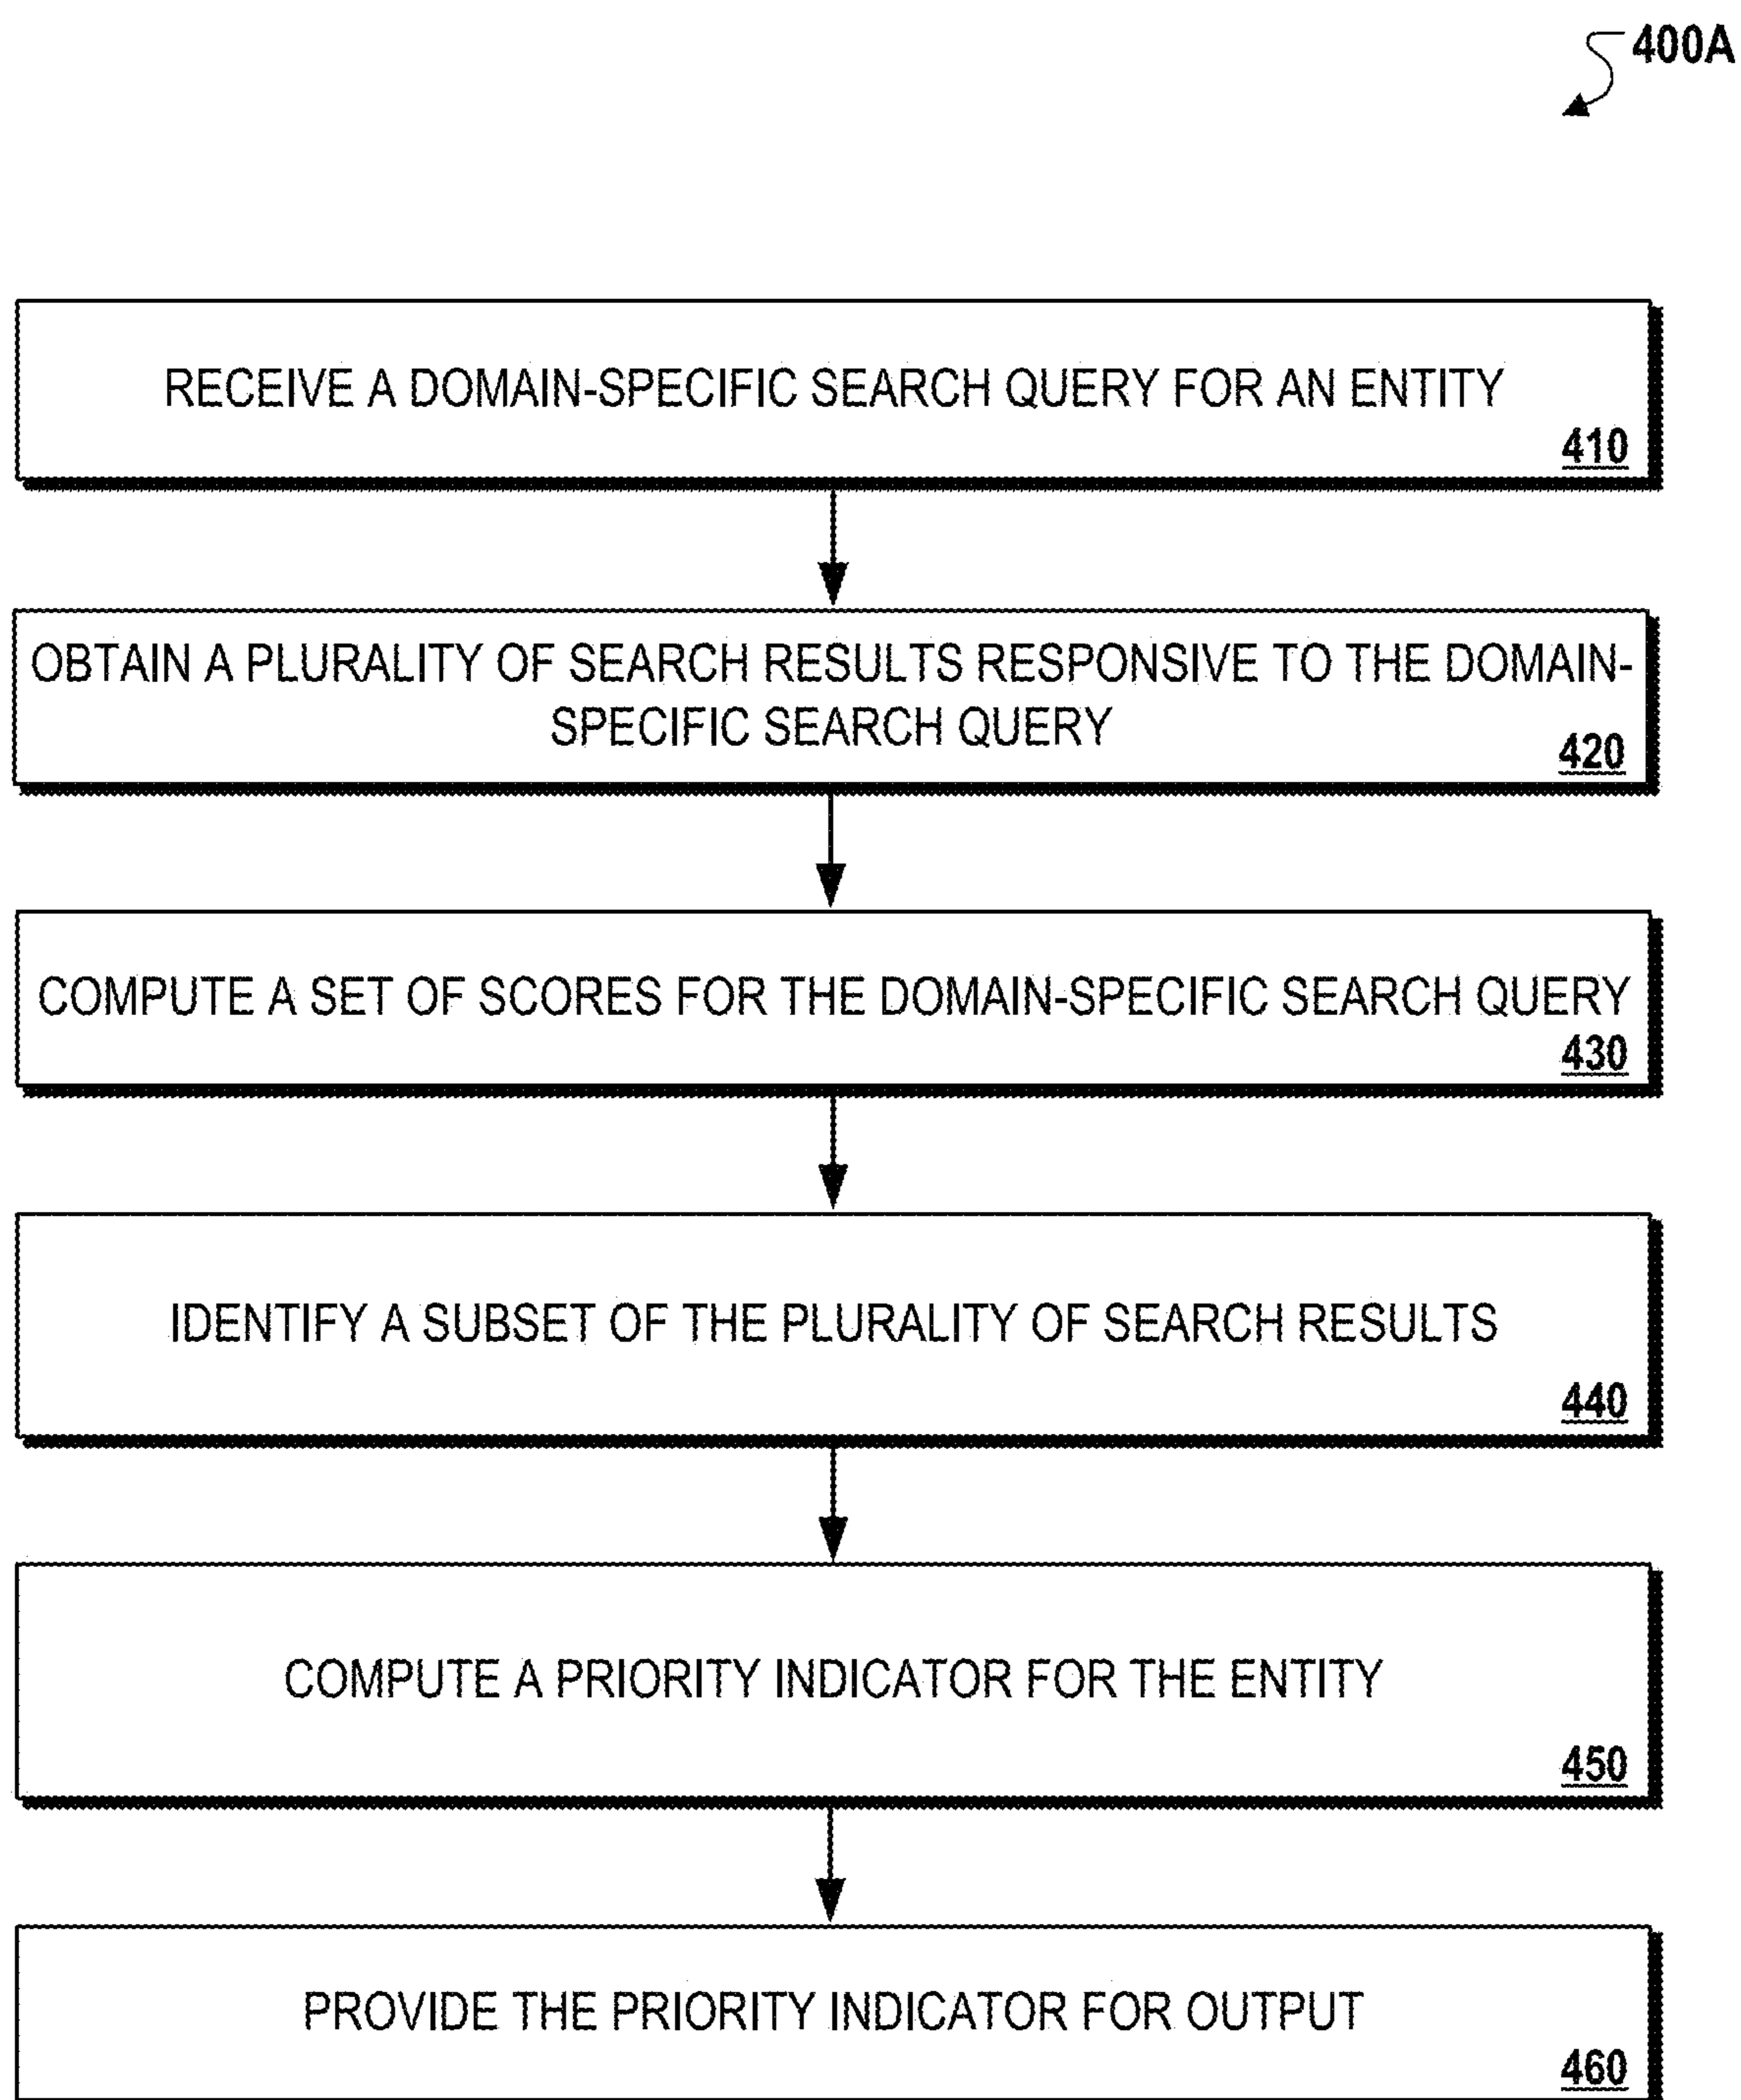 400A
RECEIVE A DOMAIN-SPECIFIC SEARCH QUERY FOR AN ENTITY
410
OBTAIN A PLURALITY OF SEARCH RESULTS RESPONSIVE TO THE DOMAIN-
SPECIFIC SEARCH QUERY
420
COMPUTE A SET OF SCORES FOR THE DOMAIN-SPECIFIC SEARCH QUERY
430
IDENTIFY A SUBSET OF THE PLURALITY OF SEARCH RESULTS
440
COMPUTE A PRIORITY INDICATOR FOR THE ENTITY
450
PROVIDE THE PRIORITY INDICATOR FOR OUTPUT
460